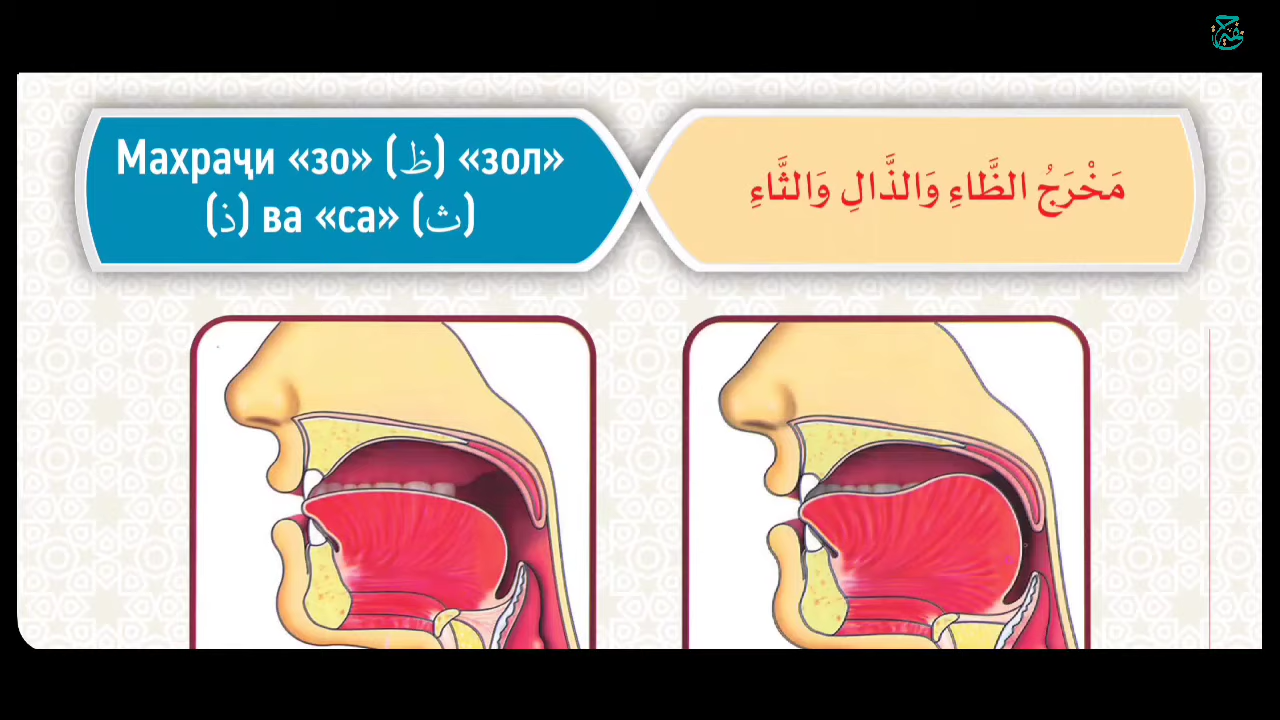 Махраҷи «зо» (ظ) «зол»
(ذ) ва «са» (ث)
مَخْرَجُ الظَّاءِ وَالذَّالِ وَالثَّاءِ